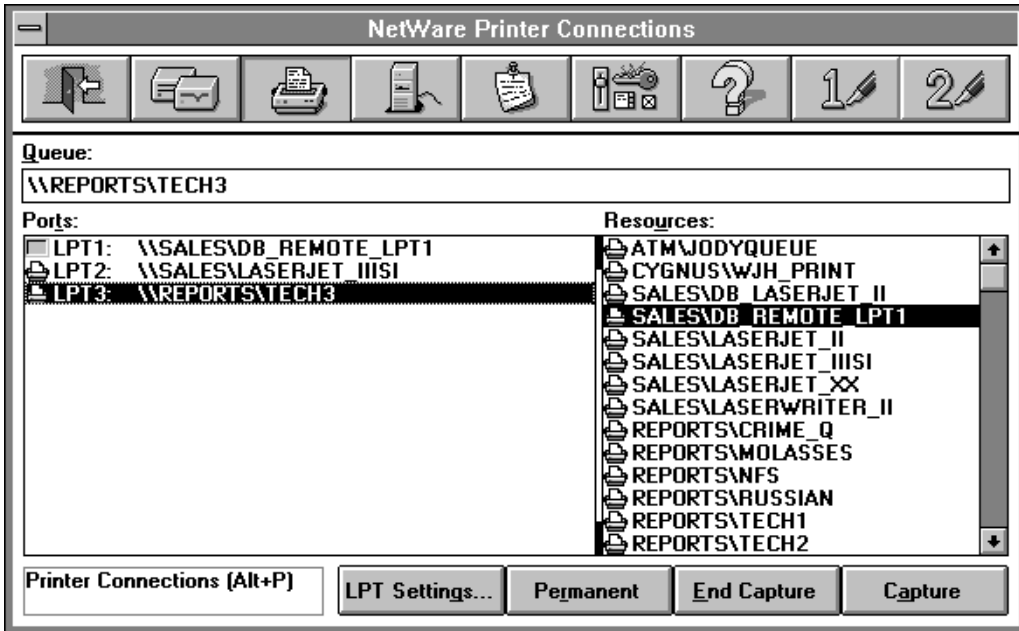 NetWare Printer Connections
1 2
Queue:
\\REPORTS\TECH3
Ports:
LPT1: \\SALES\DB_REMOTE_LPT1
LPT2: \\SALES\LASERJET_IIISI
LPT3: \\REPORTS\TECH3
Resources:
ATM\JODYQUEUE
CYGNUS\WJH_PRINT
SALES\DB_LASERJET_II
SALES\DB_REMOTE_LPT1
SALES\LASERJET_II
SALES\LASERJET_IIISI
SALES\LASERJET_XX
SALES\LASERWRITER_II
REPORTS\CRIME_Q
REPORTS\MOLASSES
REPORTS\NFS
REPORTS\RUSSIAN
REPORTS\TECH1
REPORTS\TECH2
Printer Connections (Alt+P)
LPT Settings... Permanent End Capture Capture